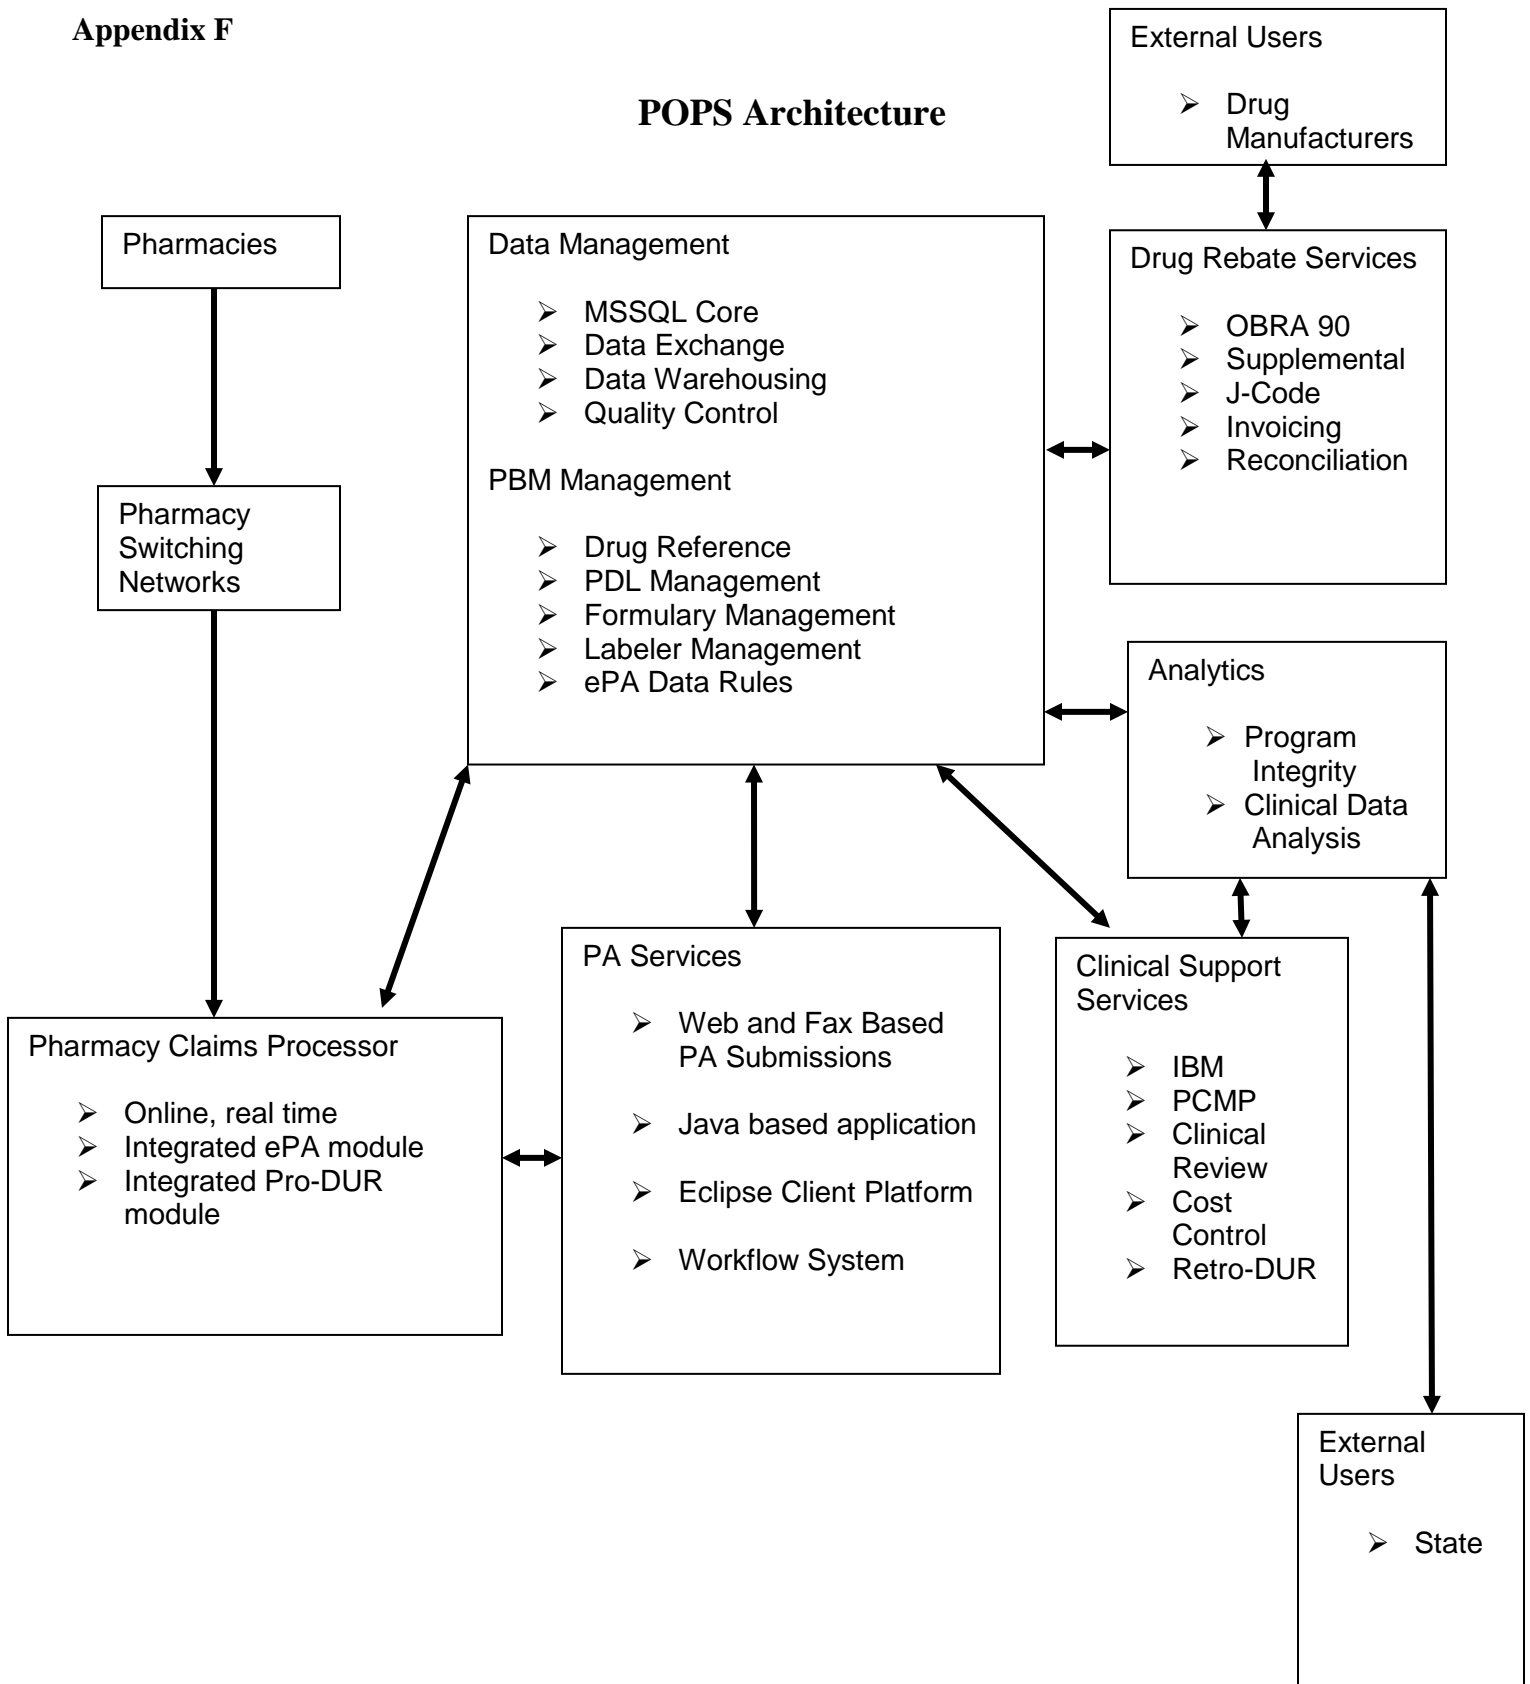 Appendix F
POPS Architecture
External Users
➢ Drug
Manufacturers
Pharmacies
Data Management
➢ MSSQL Core
➢ Data Exchange
➢ Data Warehousing
➢ Quality Control
PBM Management
➢ Drug Reference
➢ PDL Management
➢ Formulary Management
➢ Labeler Management
➢ ePA Data Rules
Drug Rebate Services
➢ OBRA 90
➢ Supplemental
➢ J-Code
➢ Invoicing
➢ Reconciliation
Pharmacy
Switching
Networks
Analytics
➢ Program
Integrity
➢ Clinical Data
Analysis
Pharmacy Claims Processor
➢ Online, real time
➢ Integrated ePA module
➢ Integrated Pro-DUR
module
PA Services
➢ Web and Fax Based
PA Submissions
➢ Java based application
➢ Eclipse Client Platform
➢ Workflow System
Clinical Support
Services
➢ IBM
➢ PCMP
➢ Clinical
Review
➢ Cost
Control
➢ Retro-DUR
External
Users
➢ State